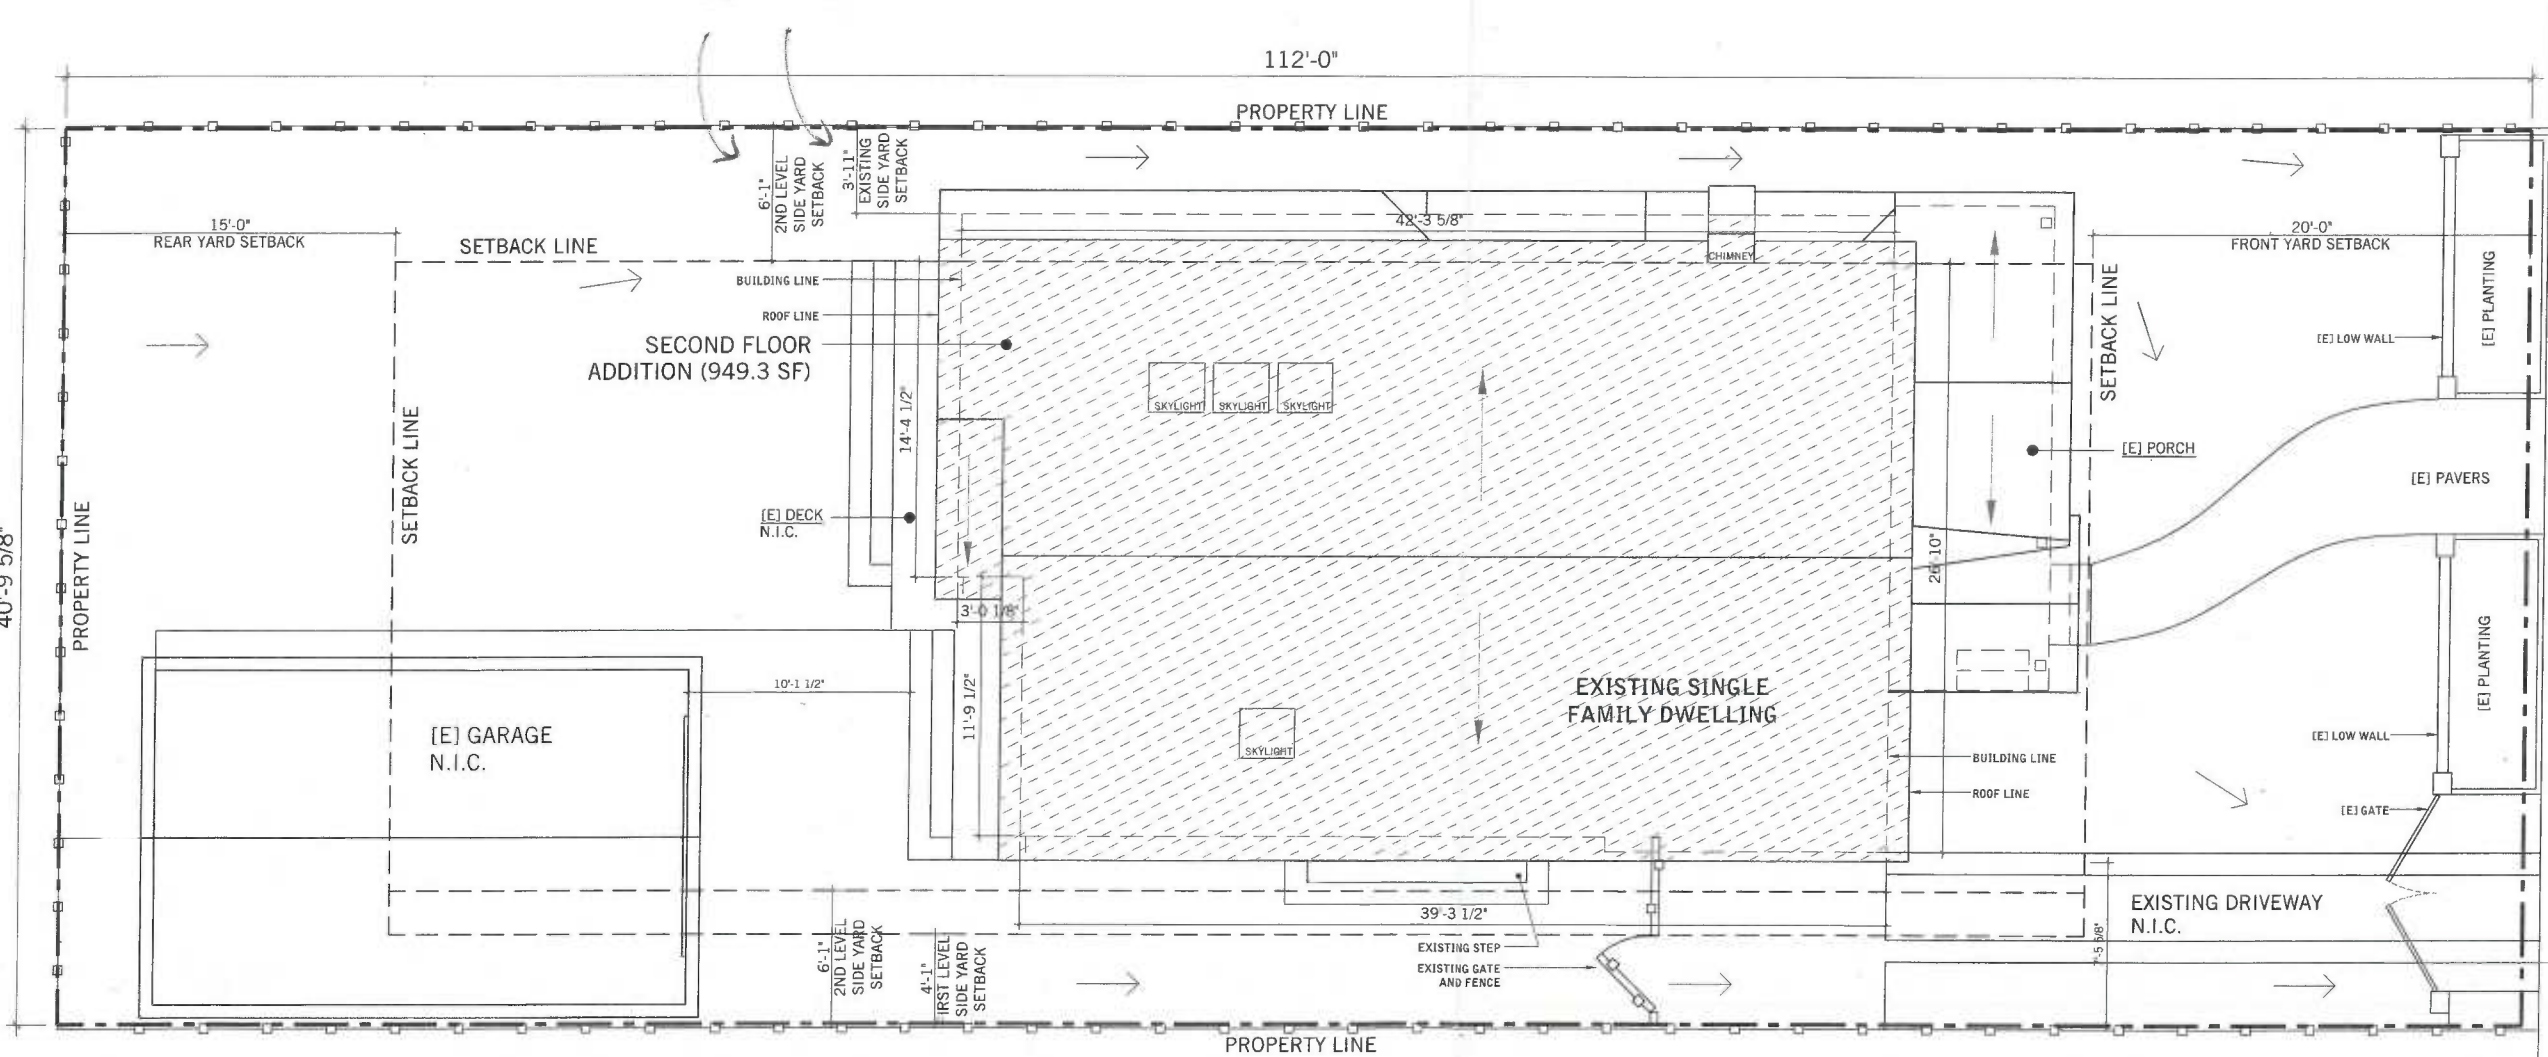 112'-0"
PROPERTY LINE
6'-1"
2ND LEVEL
SIDE YARD
SETBACK
3'-11"
EXISTING
SIDE YARD
SETBACK
15'-0"
REAR YARD SETBACK
SETBACK LINE
42'-3 5/8"
20'-0"
FRONT YARD SETBACK
CHIMNEY
BUILDING LINE
ROOF LINE
SECOND FLOOR
ADDITION (949.3 SF)
SKYLIGHT
SKYLIGHT
SKYLIGHT
14'-4 1/2"
SETBACK LINE
[E] LOW WALL
[E] PLANTING
SETBACK LINE
[E] PORCH
[E] PAVERS
[E] DECK
N.I.C.
PROPERTY LINE
40'-9 5/8"
26'-10"
3'-0 1/8"
10'-1 1/2"
11'-9 1/2"
[E] GARAGE
N.I.C.
SKYLIGHT
EXISTING SINGLE
FAMILY DWELLING
BUILDING LINE
ROOF LINE
[E] PLANTING
[E] LOW WALL
[E] GATE
EXISTING DRIVEWAY
N.I.C.
39'-3 1/2"
EXISTING STEP
EXISTING GATE
AND FENCE
6'-1"
2ND LEVEL
SIDE YARD
SETBACK
4'-1"
SIDE YARD
SETBACK
PROPERTY LINE